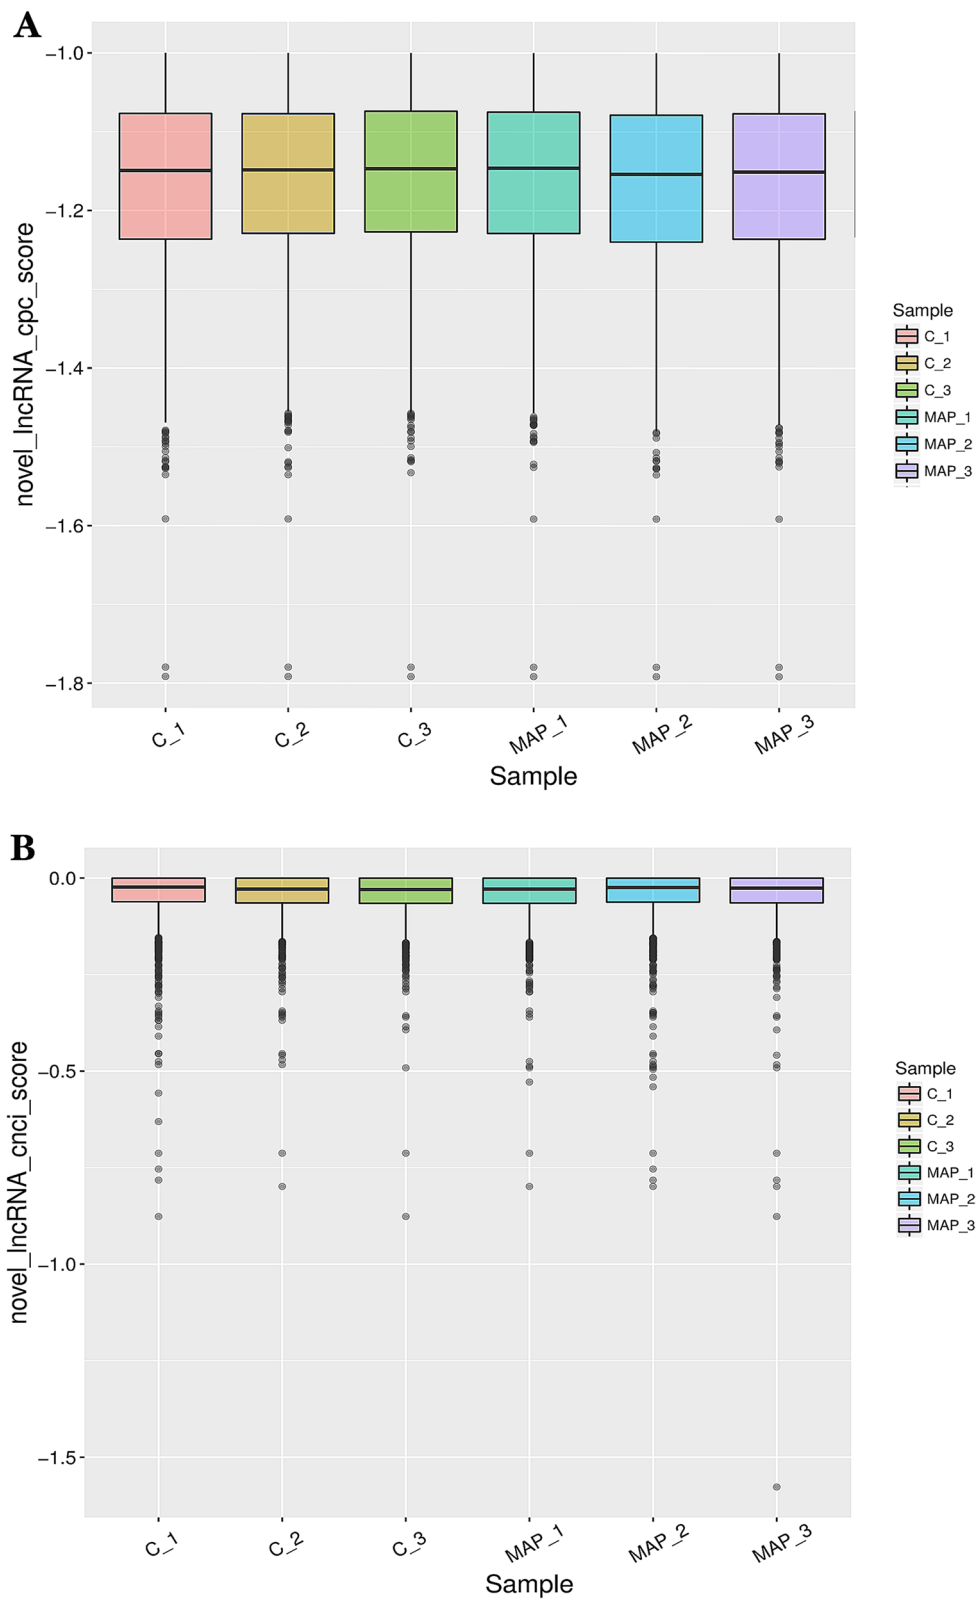 A
novel_lncRNA_cpc_score
−1.0
−1.2
−1.4
−1.6
−1.8
C_1
C_2
C_3
MAP_1
MAP_2
MAP_3
Sample
Sample
C_1
C_2
C_3
MAP_1
MAP_2
MAP_3
B
novel_lncRNA_cnci_score
0.0
−0.5
−1.0
−1.5
C_1
C_2
C_3
MAP_1
MAP_2
MAP_3
Sample
Sample
C_1
C_2
C_3
MAP_1
MAP_2
MAP_3